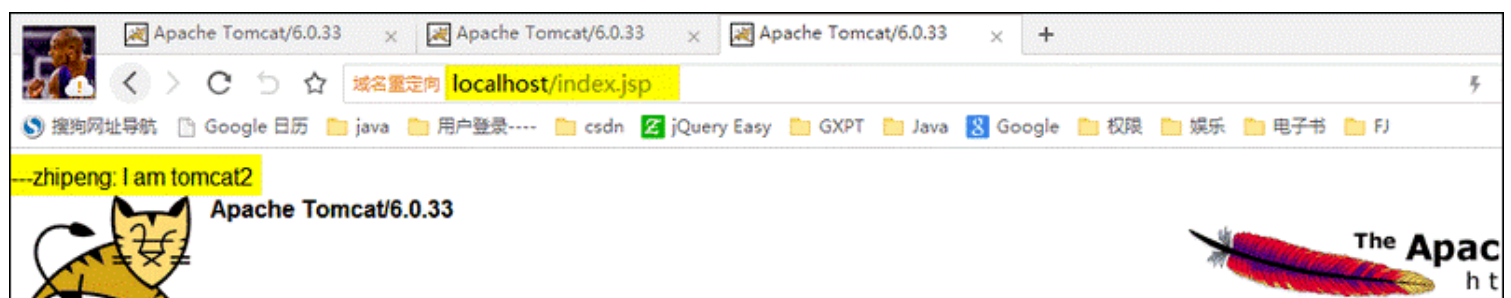 Apache Tomcat/6.0.33 Apache Tomcat/6.0.33 Apache Tomcat/6.0.33
域名重定向 localhost/index.jsp
搜狗网址导航 Google 日历 java 用户登录---- csdn jQuery Easy GXPT Java Google 权限 娱乐 电子书 FJ
---zhipeng: I am tomcat2
Apache Tomcat/6.0.33
The Apac
ht